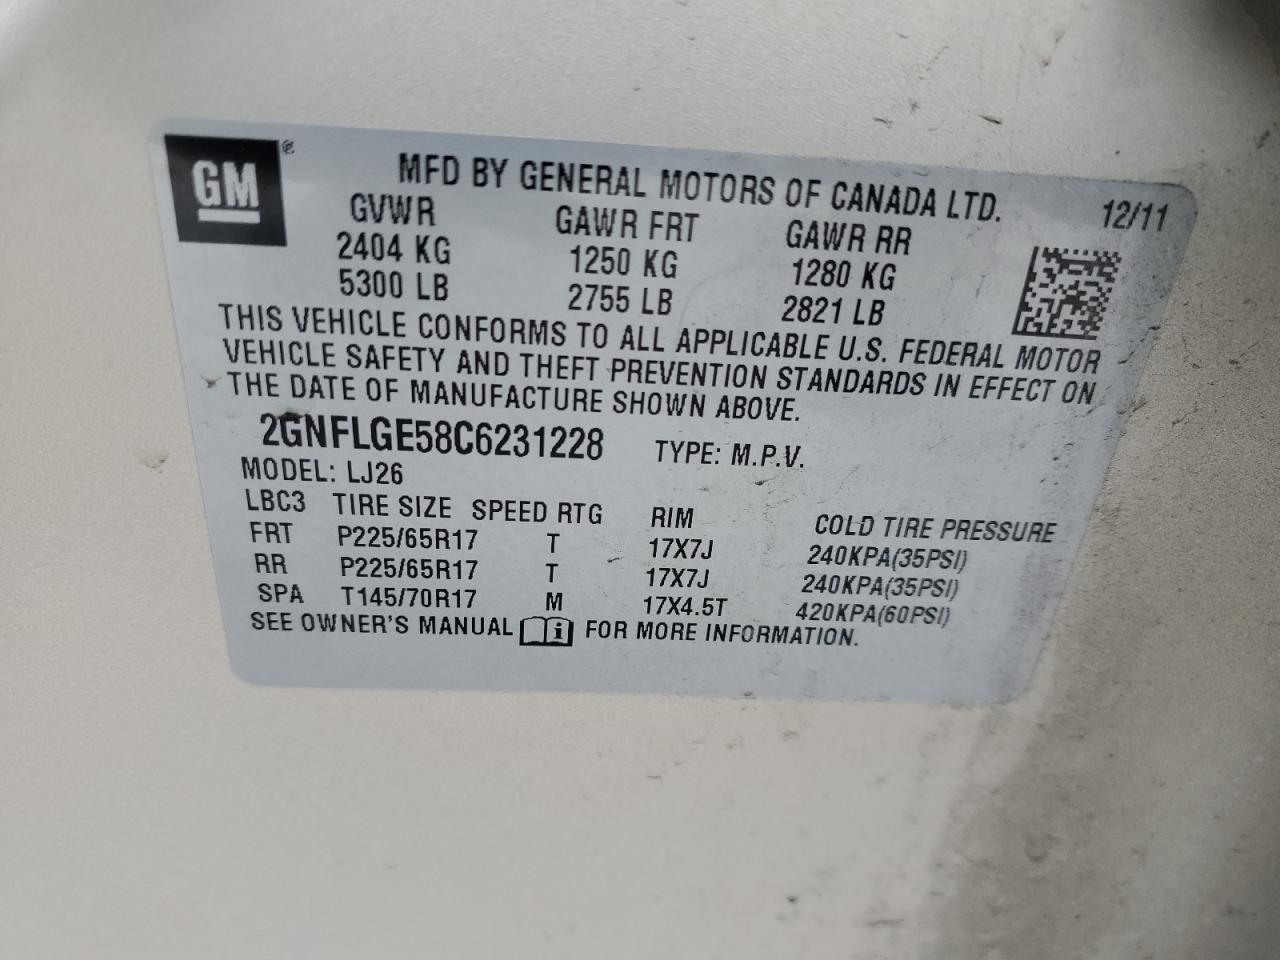 GM
MFD BY GENERAL MOTORS OF CANADA LTD. 12/11
GVWR GAWR FRT GAWR RR
2404 KG 1250 KG 1280 KG
5300 LB 2755 LB 2821 LB
THIS VEHICLE CONFORMS TO ALL APPLICABLE U.S. FEDERAL MOTOR
VEHICLE SAFETY AND THEFT PREVENTION STANDARDS IN EFFECT ON
THE DATE OF MANUFACTURE SHOWN ABOVE.
2GNFLGE58C6231228 TYPE: M.P.V.
MODEL: LJ26
LBC3 TIRE SIZE SPEED RTG RIM COLD TIRE PRESSURE
FRT P225/65R17 T 17X7J 240KPA(35PSI)
RR P225/65R17 T 17X7J 240KPA(35PSI)
SPA T145/70R17 M 17X4.5T 420KPA(60PSI)
SEE OWNER'S MANUAL i FOR MORE INFORMATION.